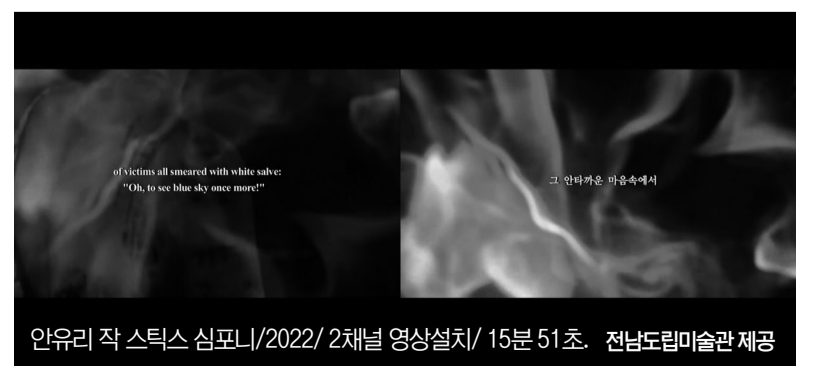 of victims all smeared with white salve:
"Oh, to see blue sky once more!"
그 안타까운 마음속에서
안유리 작 스틱스 심포니/2022/ 2채널 영상설치/ 15분 51초. 전남도립미술관 제공